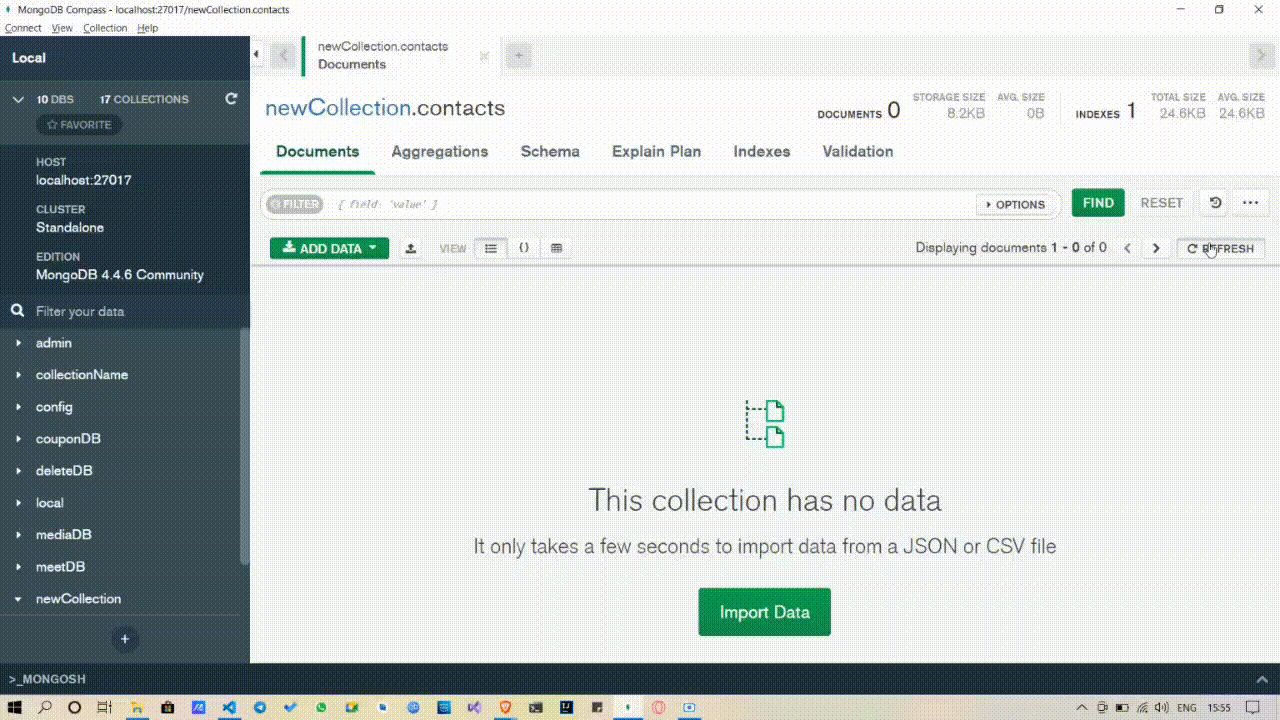 MongoDB Compass - localhost:27017/newCollection.contacts
Connect View Collection Help
Local
newCollection.contacts
Documents
10 DBS 17 COLLECTIONS
FAVORITE
newCollection.contacts
DOCUMENTS 0
STORAGE SIZE
8.2KB
AVG. SIZE
0B
INDEXES 1
TOTAL SIZE
24.6KB
AVG. SIZE
24.6KB
Documents Aggregations Schema Explain Plan Indexes Validation
HOST
localhost:27017
CLUSTER
Standalone
EDITION
MongoDB 4.4.6 Community
FILTER { field: 'value' } OPTIONS FIND RESET
ADD DATA VIEW {} Displaying documents 1 - 0 of 0 REFRESH
Filter your data
admin
collectionName
config
couponDB
deleteDB
local
mediaDB
meetDB
newCollection
+
This collection has no data
It only takes a few seconds to import data from a JSON or CSV file
Import Data
>_MONGOSH
ENG 15:55